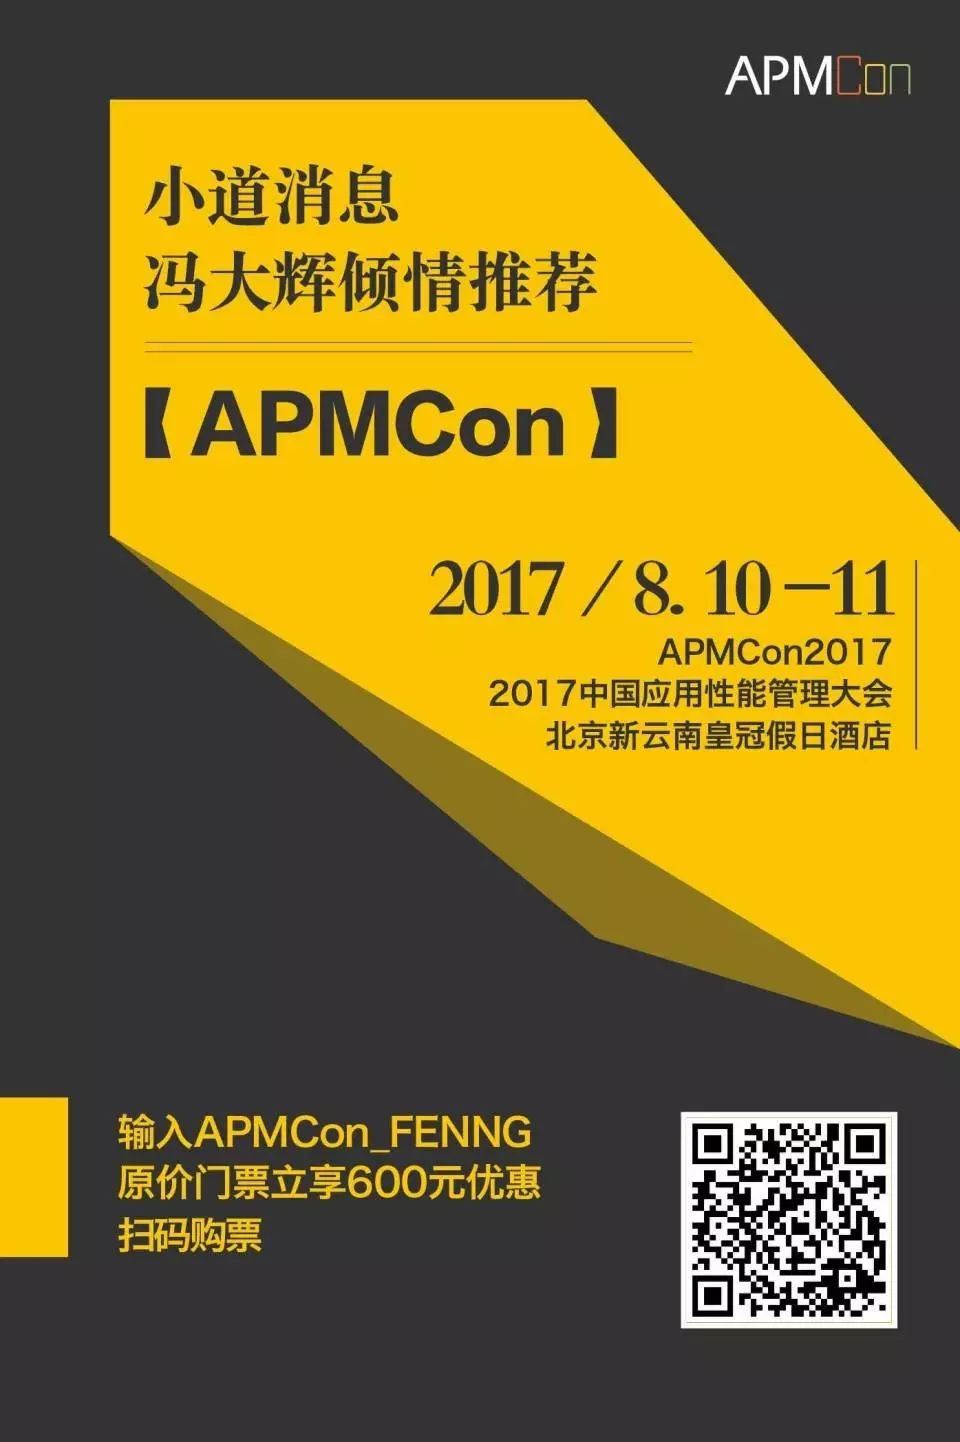 APMCon
小道消息
冯大辉倾情推荐
【APMCon】
2017／8.10－11
APMCon2017
2017中国应用性能管理大会
北京新云南皇冠假日酒店
输入APMCon_FENNG
原价门票立享600元优惠
扫码购票